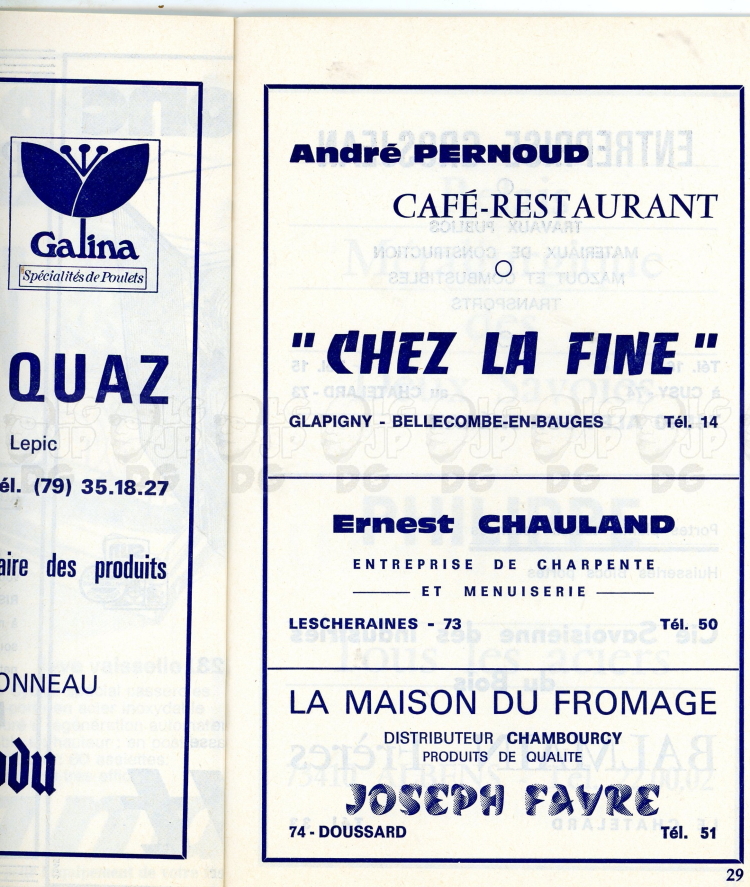 Galina
Spécialités de Poulets
QUAZ
Lepic
él. (79) 35.18.27
aire des produits
ONNEAU
odu
André PERNOUD
CAFÉ-RESTAURANT
" CHEZ LA FINE "
GLAPIGNY - BELLECOMBE-EN-BAUGES Tél. 14
Ernest CHAULAND
ENTREPRISE DE CHARPENTE
ET MENUISERIE
LESCHERAINES - 73 Tél. 50
LA MAISON DU FROMAGE
DISTRIBUTEUR CHAMBOURCY
PRODUITS DE QUALITE
JOSEPH FAVRE
74 - DOUSSARD Tél. 51
29